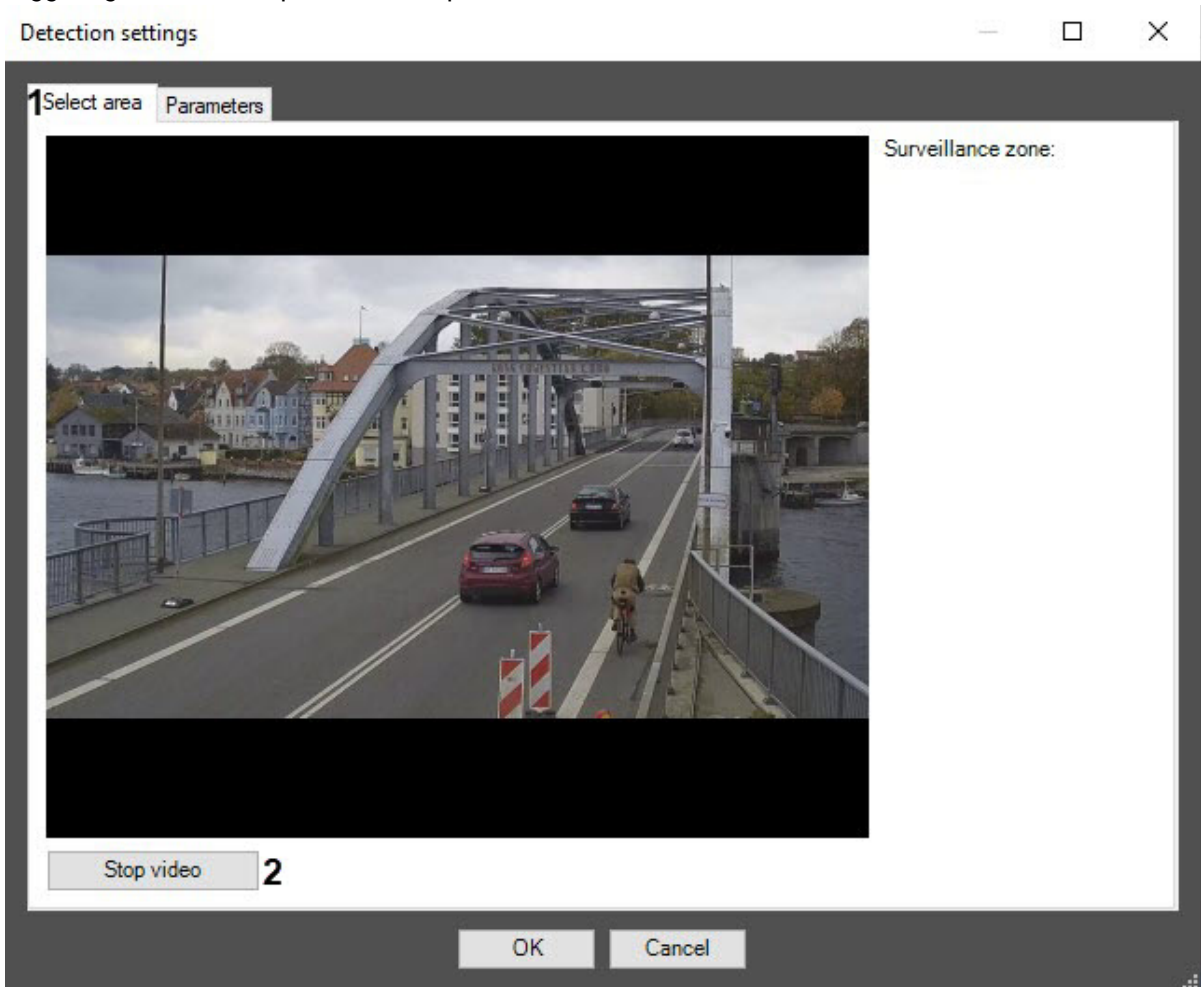 Detection settings
1 Select area Parameters
Surveillance zone:
Stop video 2
OK Cancel